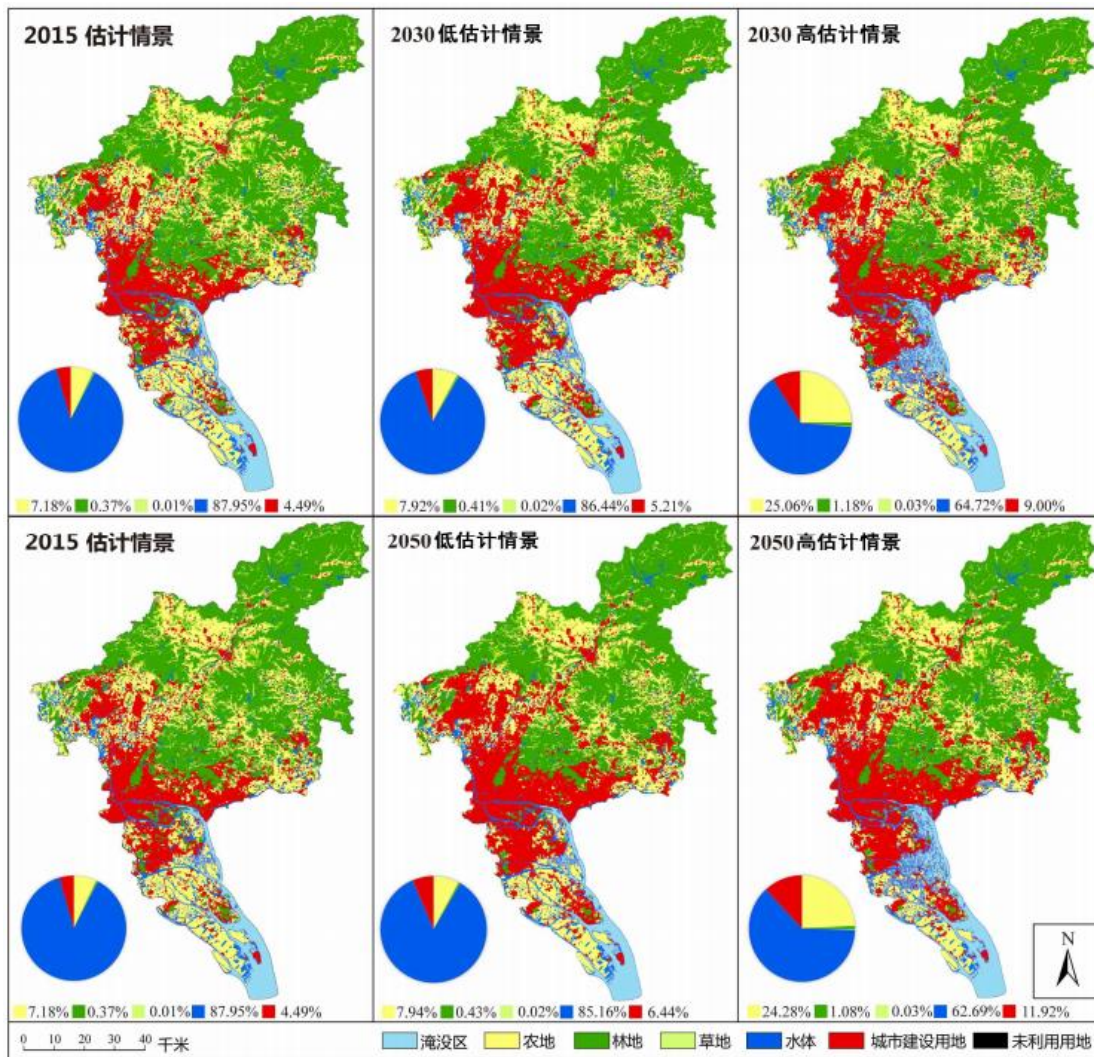 2015 估计情景
2030 低估计情景
2030 高估计情景
7.18% 0.37% 0.01% 87.95% 4.49%
7.92% 0.41% 0.02% 86.44% 5.21%
25.06% 1.18% 0.03% 64.72% 9.00%
2015 估计情景
2050 低估计情景
2050 高估计情景
N
7.18% 0.37% 0.01% 87.95% 4.49%
7.94% 0.43% 0.02% 85.16% 6.44%
24.28% 1.08% 0.03% 62.69% 11.92%
0 10 20 30 40 千米
淹没区 农地 林地 草地 水体 城市建设用地 未利用用地